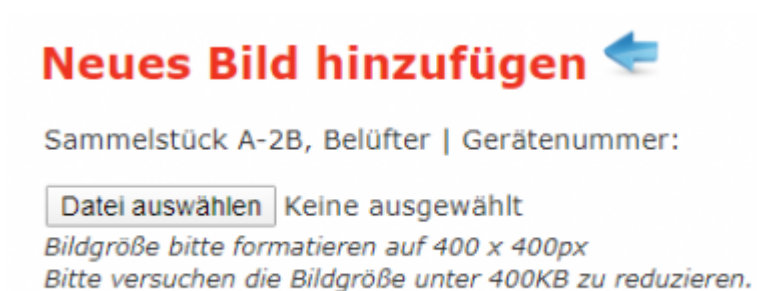 Neues Bild hinzufügen
Sammelstück A-2B, Belüfter | Gerätenummer:
Datei auswählen Keine ausgewählt
Bildgröße bitte formatieren auf 400 x 400px
Bitte versuchen die Bildgröße unter 400KB zu reduzieren.